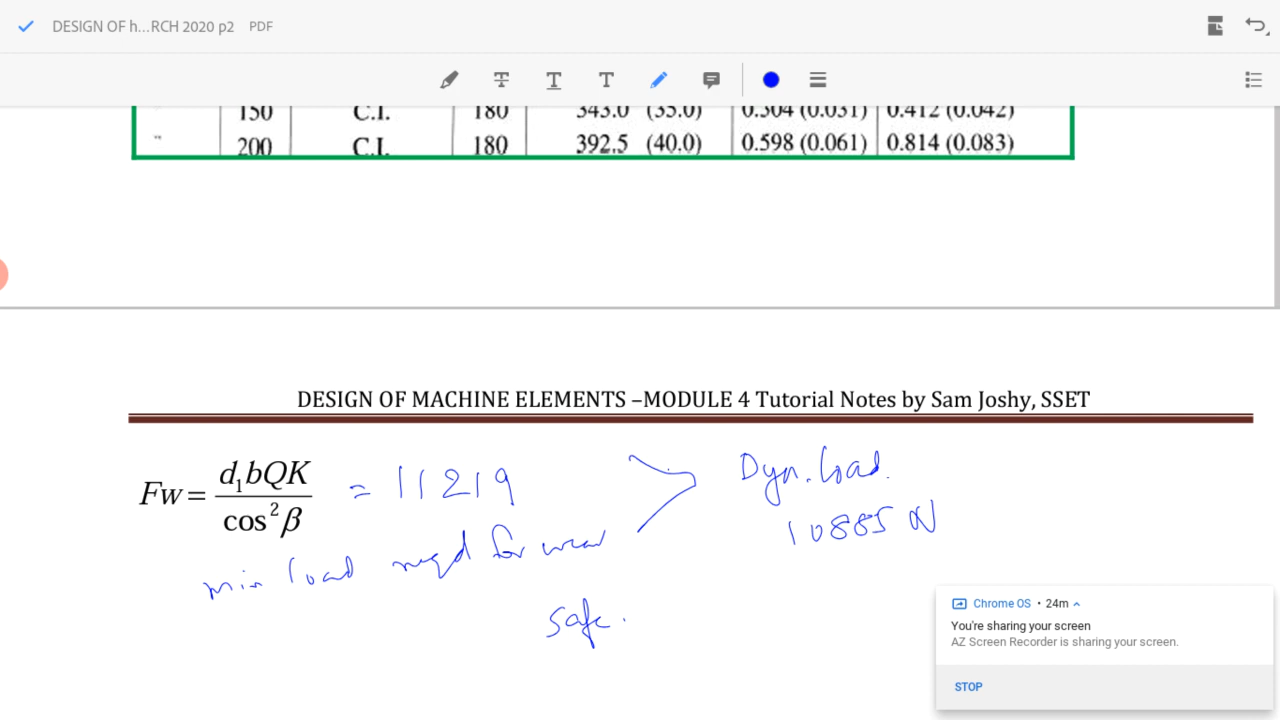 DESIGN OF h...RCH 2020 p2 PDF
150 C.I. 180 343.0 (35.0) 0.304 (0.031) 0.412 (0.042)
" 200 C.I. 180 392.5 (40.0) 0.598 (0.061) 0.814 (0.083)
DESIGN OF MACHINE ELEMENTS –MODULE 4 Tutorial Notes by Sam Joshy, SSET
Fw = d₁bQK / cos²β = 11219 > Dyn. load.
10885 N
min load reqd for wear
safe.
Chrome OS • 24m
You're sharing your screen
AZ Screen Recorder is sharing your screen.
STOP